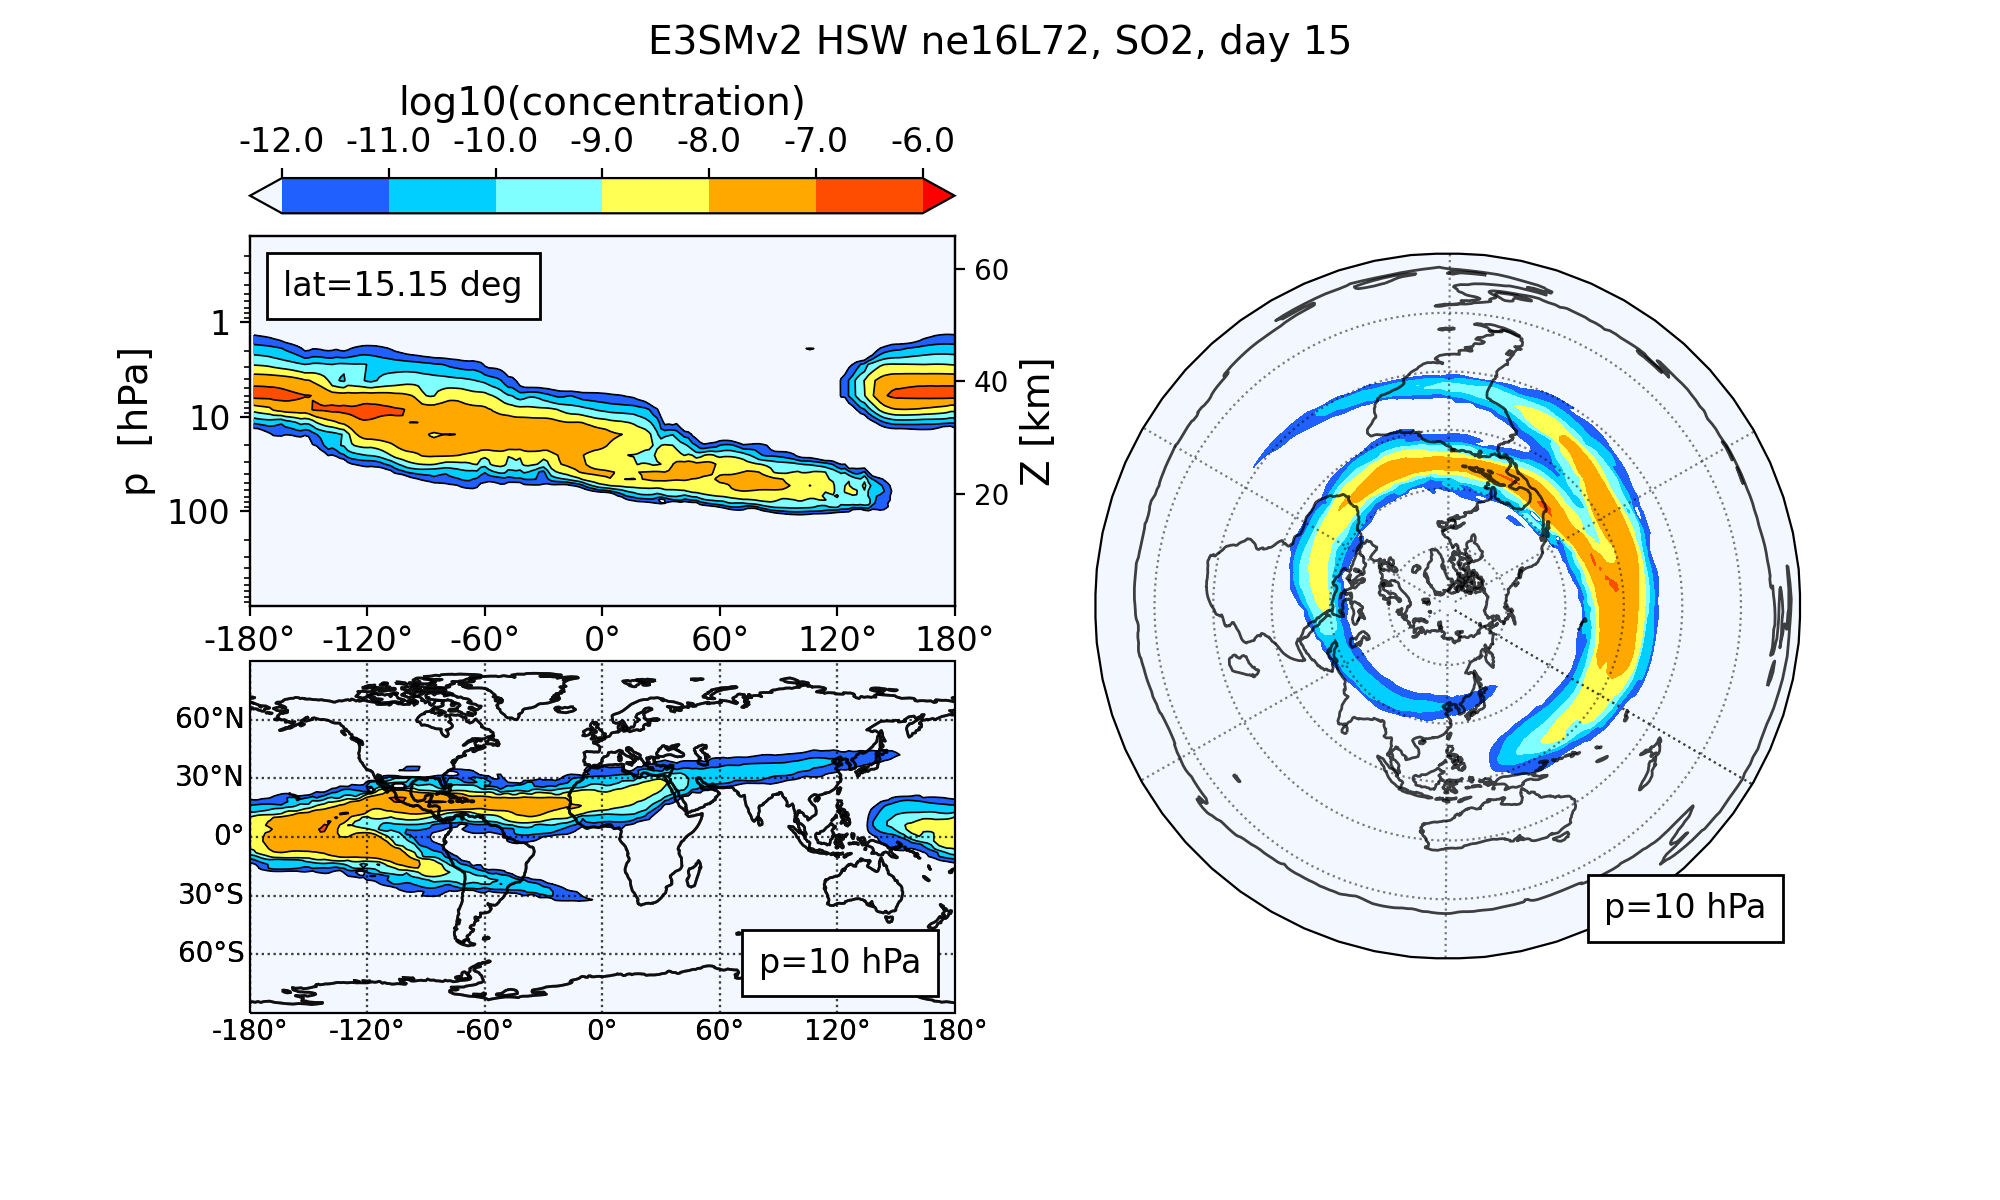 E3SMv2 HSW ne16L72, SO2, day 15
log10(concentration)
-12.0 -11.0 -10.0 -9.0 -8.0 -7.0 -6.0
lat=15.15 deg
p [hPa]
1
10
100
60
40
20
Z [km]
-180° -120° -60° 0° 60° 120° 180°
60°N
30°N
0°
30°S
60°S
p=10 hPa
-180° -120° -60° 0° 60° 120° 180°
p=10 hPa